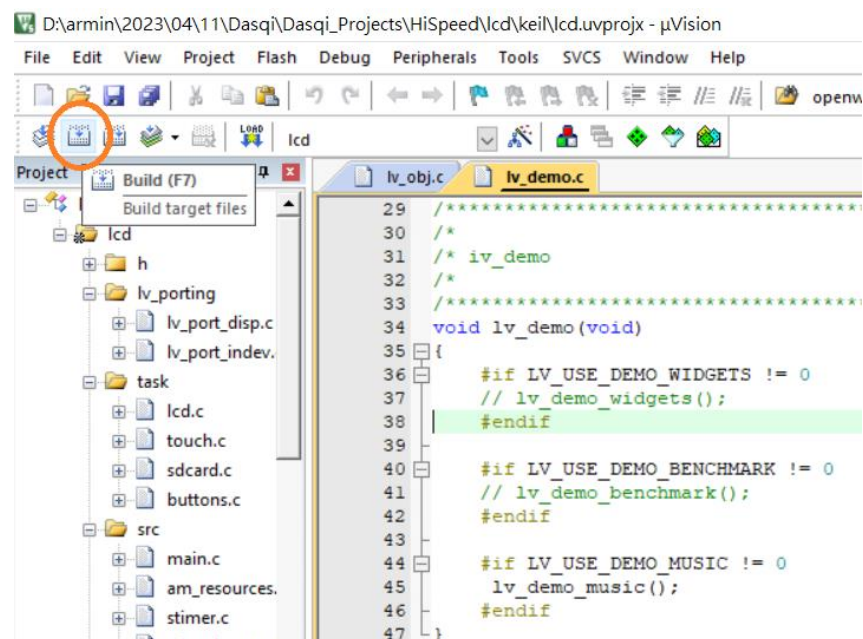 D:\armin\2023\04\11\Dasqi\Dasqi_Projects\HiSpeed\lcd\keil\lcd.uvprojx - µVision
File Edit View Project Flash Debug Peripherals Tools SVCS Window Help
openw
LOAD lcd
Project
Build (F7)
Build target files
lcd
h
lv_porting
lv_port_disp.c
lv_port_indev.
task
lcd.c
touch.c
sdcard.c
buttons.c
src
main.c
am_resources.
stimer.c
lv_obj.c lv_demo.c
29 /****************************************
30 /*
31 /* iv_demo
32 /*
33 /****************************************
34 void lv_demo(void)
35 {
36 #if LV_USE_DEMO_WIDGETS != 0
37 // lv_demo_widgets();
38 #endif
39
40 #if LV_USE_DEMO_BENCHMARK != 0
41 // lv_demo_benchmark();
42 #endif
43
44 #if LV_USE_DEMO_MUSIC != 0
45 lv_demo_music();
46 #endif
47 }